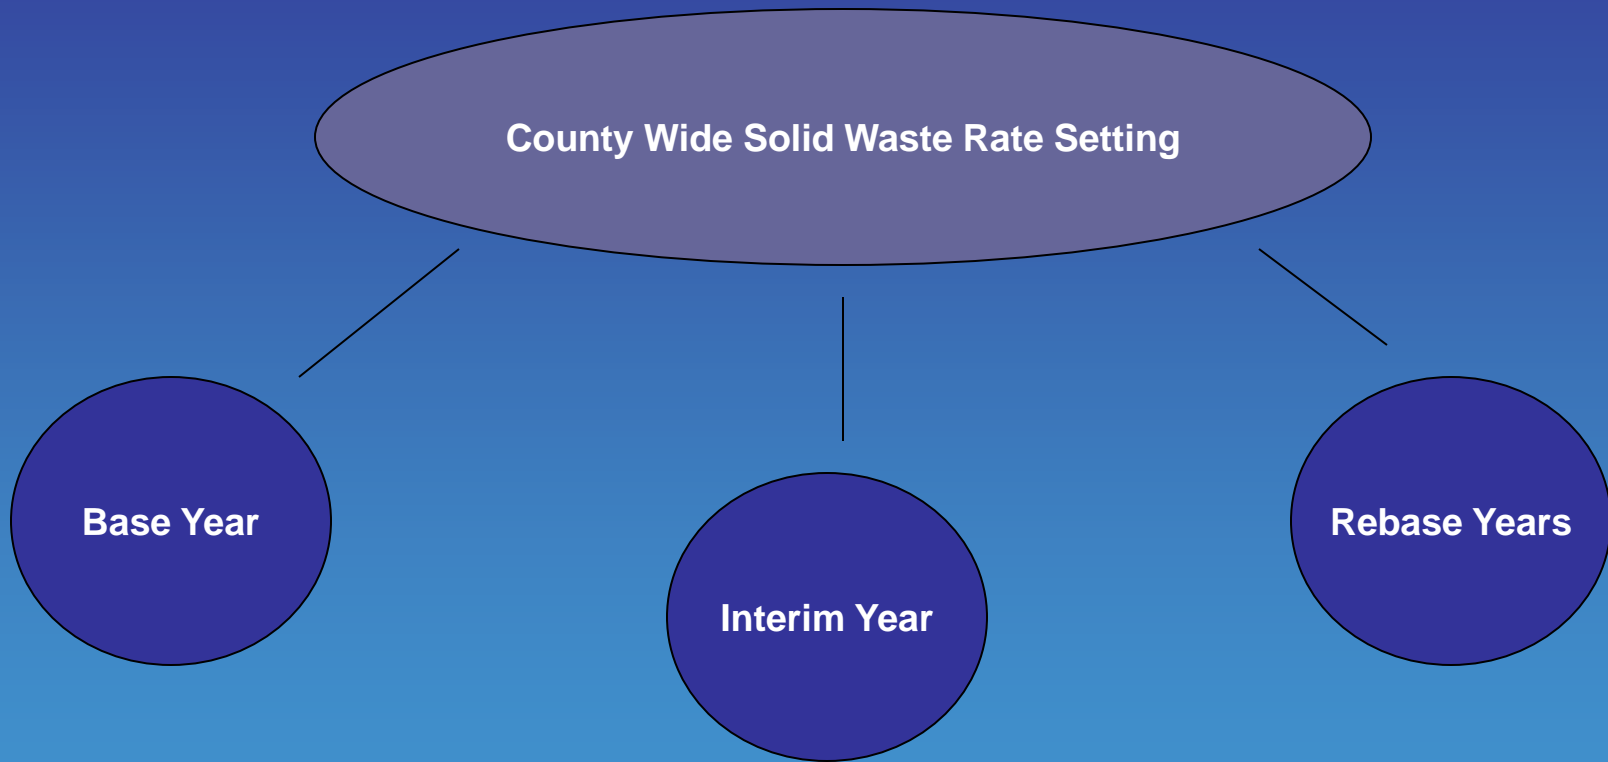 County Wide Solid Waste Rate Setting
Base Year
Interim Year
Rebase Years